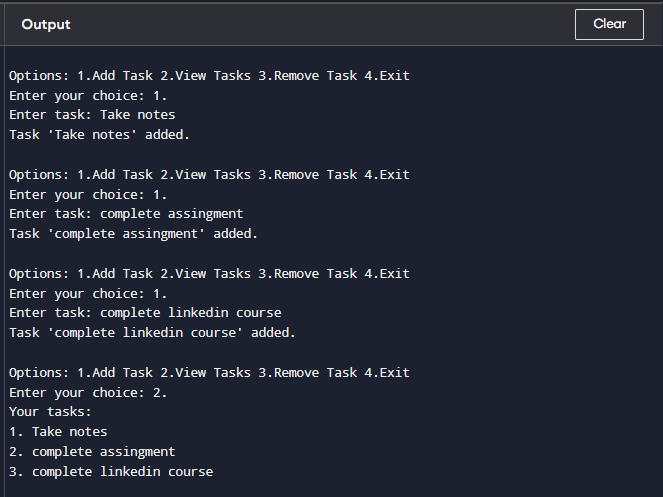 Output
Clear
Options: 1.Add Task 2.View Tasks 3.Remove Task 4.Exit
Enter your choice: 1.
Enter task: Take notes
Task 'Take notes' added.
Options: 1.Add Task 2.View Tasks 3.Remove Task 4.Exit
Enter your choice: 1.
Enter task: complete assingment
Task 'complete assingment' added.
Options: 1.Add Task 2.View Tasks 3.Remove Task 4.Exit
Enter your choice: 1.
Enter task: complete linkedin course
Task 'complete linkedin course' added.
Options: 1.Add Task 2.View Tasks 3.Remove Task 4.Exit
Enter your choice: 2.
Your tasks:
1. Take notes
2. complete assingment
3. complete linkedin course